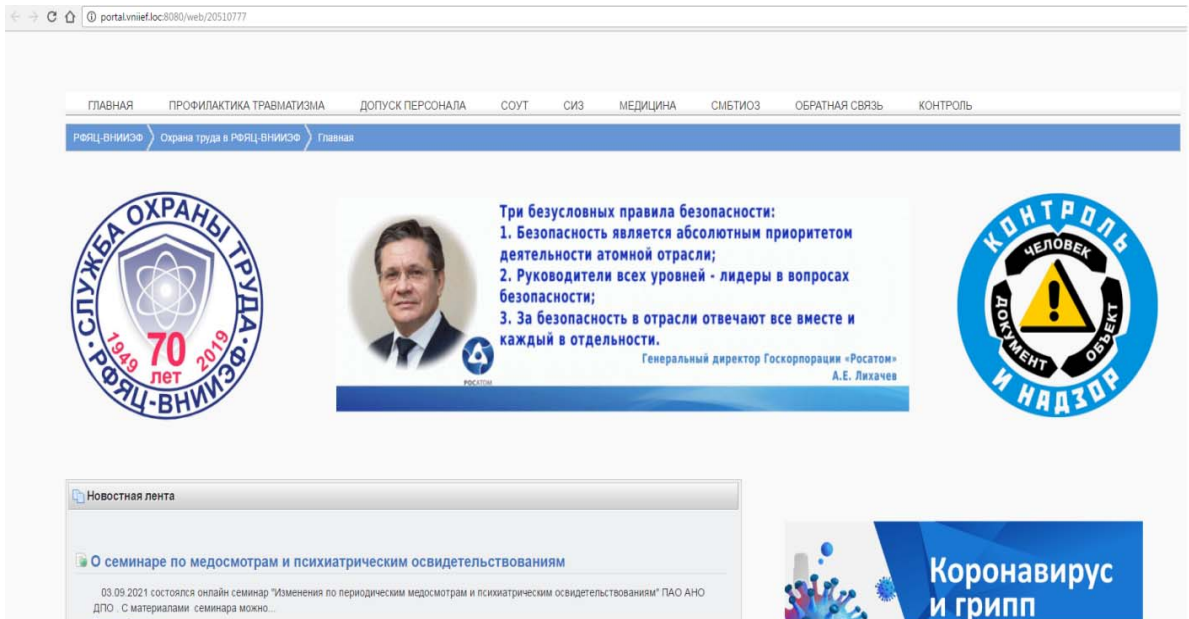 portal.vniief.loc:8080/web/20510777
ГЛАВНАЯ ПРОФИЛАКТИКА ТРАВМАТИЗМА ДОПУСК ПЕРСОНАЛА СОУТ СИЗ МЕДИЦИНА СМБТИОЗ ОБРАТНАЯ СВЯЗЬ КОНТРОЛЬ
РФЯЦ-ВНИИЭФ Охрана труда в РФЯЦ-ВНИИЭФ Главная
СЛУЖБА ОХРАНЫ ТРУДА
РФЯЦ-ВНИИЭФ
1949 70 лет 2019
Три безусловных правила безопасности:
1. Безопасность является абсолютным приоритетом
деятельности атомной отрасли;
2. Руководители всех уровней - лидеры в вопросах
безопасности;
3. За безопасность в отрасли отвечают все вместе и
каждый в отдельности.
Генеральный директор Госкорпорации «Росатом»
А.Е. Лихачев
РОСАТОМ
КОНТРОЛЬ
И НАДЗОР
ЧЕЛОВЕК
ДОКУМЕНТ
ОБЪЕКТ
Новостная лента
О семинаре по медосмотрам и психиатрическим освидетельствованиям
03.09.2021 состоялся онлайн семинар "Изменения по периодическим медосмотрам и психиатрическим освидетельствованиям" ПАО АНО
ДПО . С материалами семинара можно...
Коронавирус
и грипп